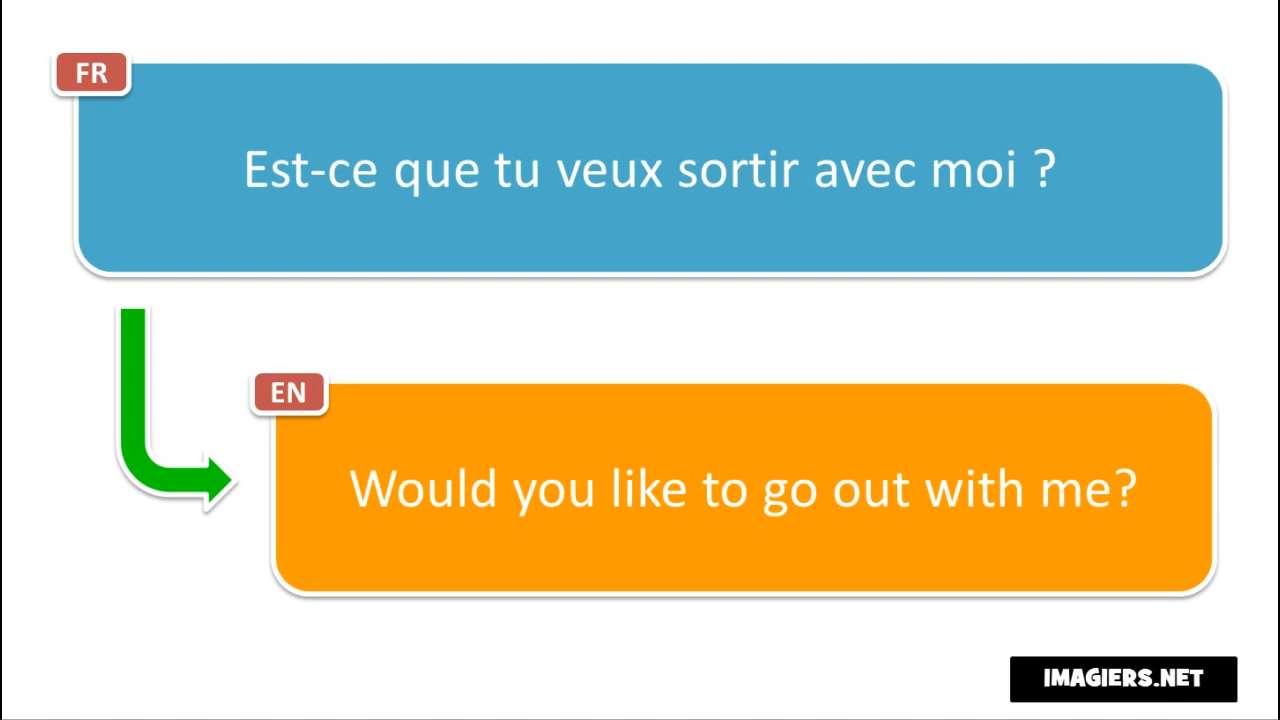 FR
Est-ce que tu veux sortir avec moi ?
EN
Would you like to go out with me?
IMAGIERS.NET